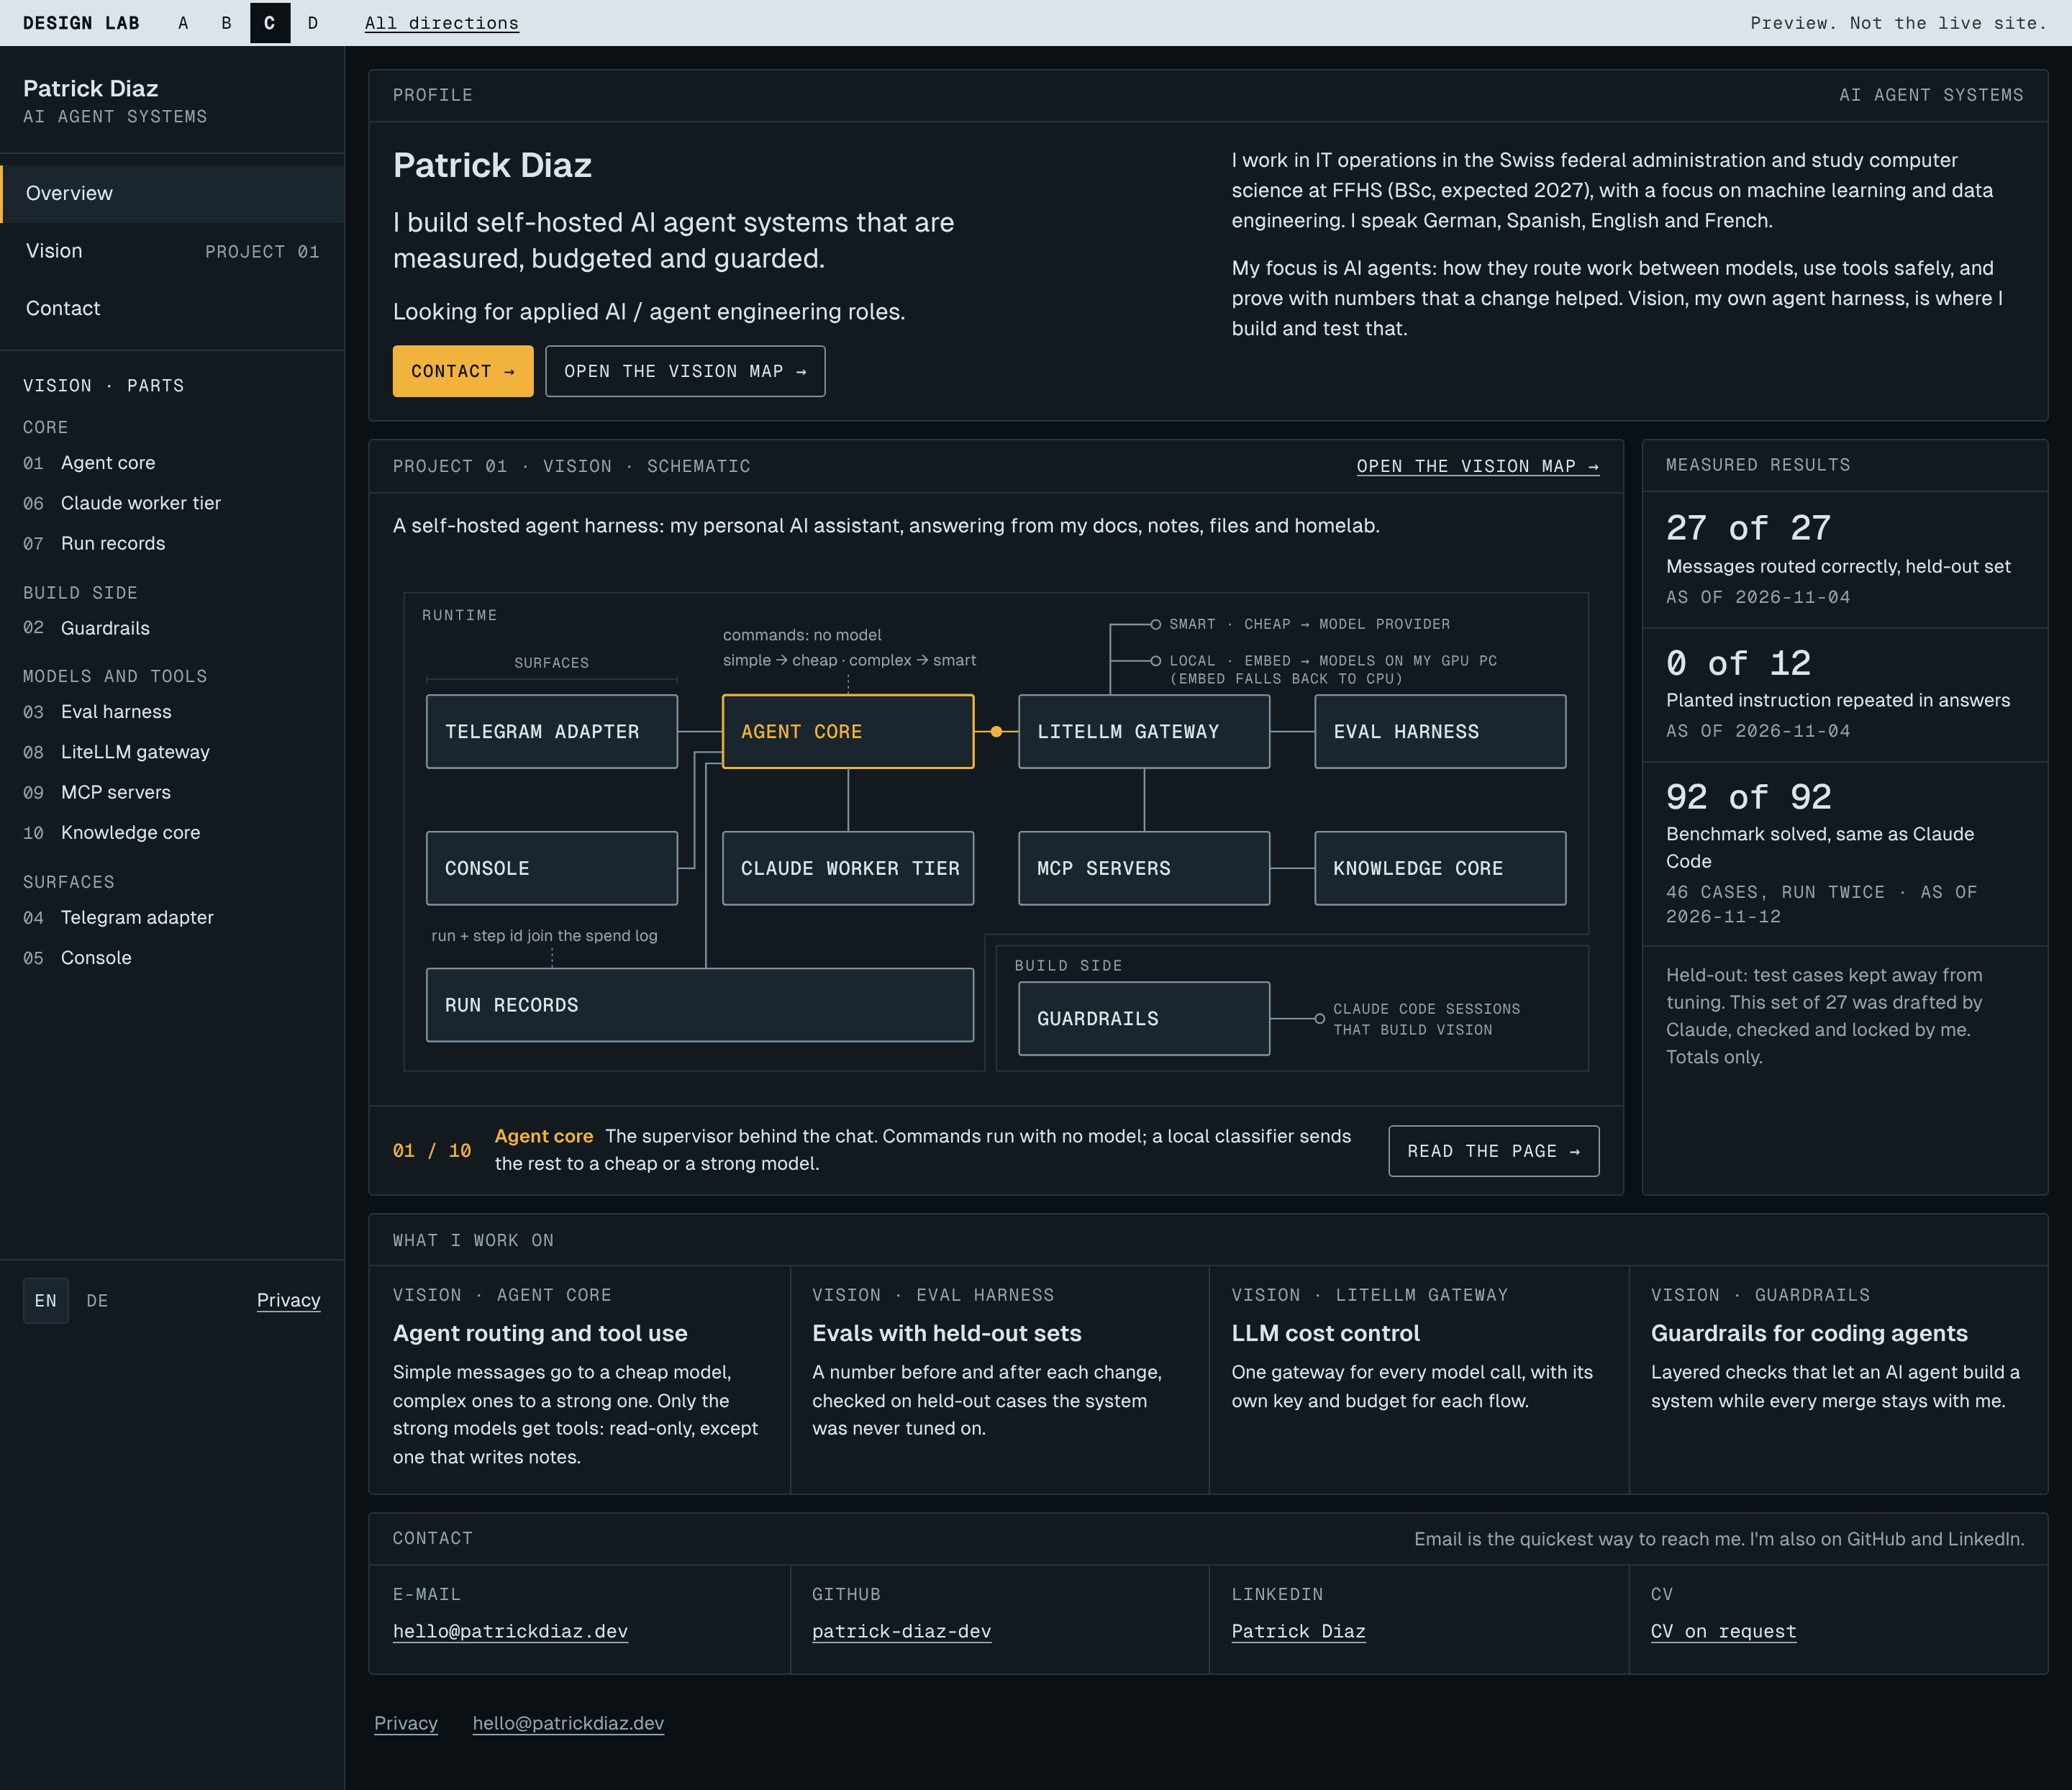 DESIGN LAB A B C D All directions Preview. Not the live site.
Patrick Diaz
AI AGENT SYSTEMS
Overview
Vision PROJECT 01
Contact
VISION · PARTS
CORE
01 Agent core
06 Claude worker tier
07 Run records
BUILD SIDE
02 Guardrails
MODELS AND TOOLS
03 Eval harness
08 LiteLLM gateway
09 MCP servers
10 Knowledge core
SURFACES
04 Telegram adapter
05 Console
EN DE Privacy
PROFILE AI AGENT SYSTEMS
Patrick Diaz
I build self-hosted AI agent systems that are
measured, budgeted and guarded.
Looking for applied AI / agent engineering roles.
CONTACT → OPEN THE VISION MAP →
I work in IT operations in the Swiss federal administration and study computer
science at FFHS (BSc, expected 2027), with a focus on machine learning and data
engineering. I speak German, Spanish, English and French.
My focus is AI agents: how they route work between models, use tools safely, and
prove with numbers that a change helped. Vision, my own agent harness, is where I
build and test that.
PROJECT 01 · VISION · SCHEMATIC OPEN THE VISION MAP →
A self-hosted agent harness: my personal AI assistant, answering from my docs, notes, files and homelab.
RUNTIME
SURFACES
commands: no model
simple → cheap · complex → smart
SMART · CHEAP → MODEL PROVIDER
LOCAL · EMBED → MODELS ON MY GPU PC
(EMBED FALLS BACK TO CPU)
TELEGRAM ADAPTER AGENT CORE LITELLM GATEWAY EVAL HARNESS
CONSOLE CLAUDE WORKER TIER MCP SERVERS KNOWLEDGE CORE
run + step id join the spend log
RUN RECORDS
BUILD SIDE
GUARDRAILS
CLAUDE CODE SESSIONS
THAT BUILD VISION
01 / 10
Agent core The supervisor behind the chat. Commands run with no model; a local classifier sends
the rest to a cheap or a strong model.
READ THE PAGE →
MEASURED RESULTS
27 of 27
Messages routed correctly, held-out set
AS OF 2026-11-04
0 of 12
Planted instruction repeated in answers
AS OF 2026-11-04
92 of 92
Benchmark solved, same as Claude
Code
46 CASES, RUN TWICE · AS OF
2026-11-12
Held-out: test cases kept away from
tuning. This set of 27 was drafted by
Claude, checked and locked by me.
Totals only.
WHAT I WORK ON
VISION · AGENT CORE
Agent routing and tool use
Simple messages go to a cheap model,
complex ones to a strong one. Only the
strong models get tools: read-only, except
one that writes notes.
VISION · EVAL HARNESS
Evals with held-out sets
A number before and after each change,
checked on held-out cases the system
was never tuned on.
VISION · LITELLM GATEWAY
LLM cost control
One gateway for every model call, with its
own key and budget for each flow.
VISION · GUARDRAILS
Guardrails for coding agents
Layered checks that let an AI agent build a
system while every merge stays with me.
CONTACT Email is the quickest way to reach me. I'm also on GitHub and LinkedIn.
E-MAIL
hello@patrickdiaz.dev
GITHUB
patrick-diaz-dev
LINKEDIN
Patrick Diaz
CV
CV on request
Privacy hello@patrickdiaz.dev